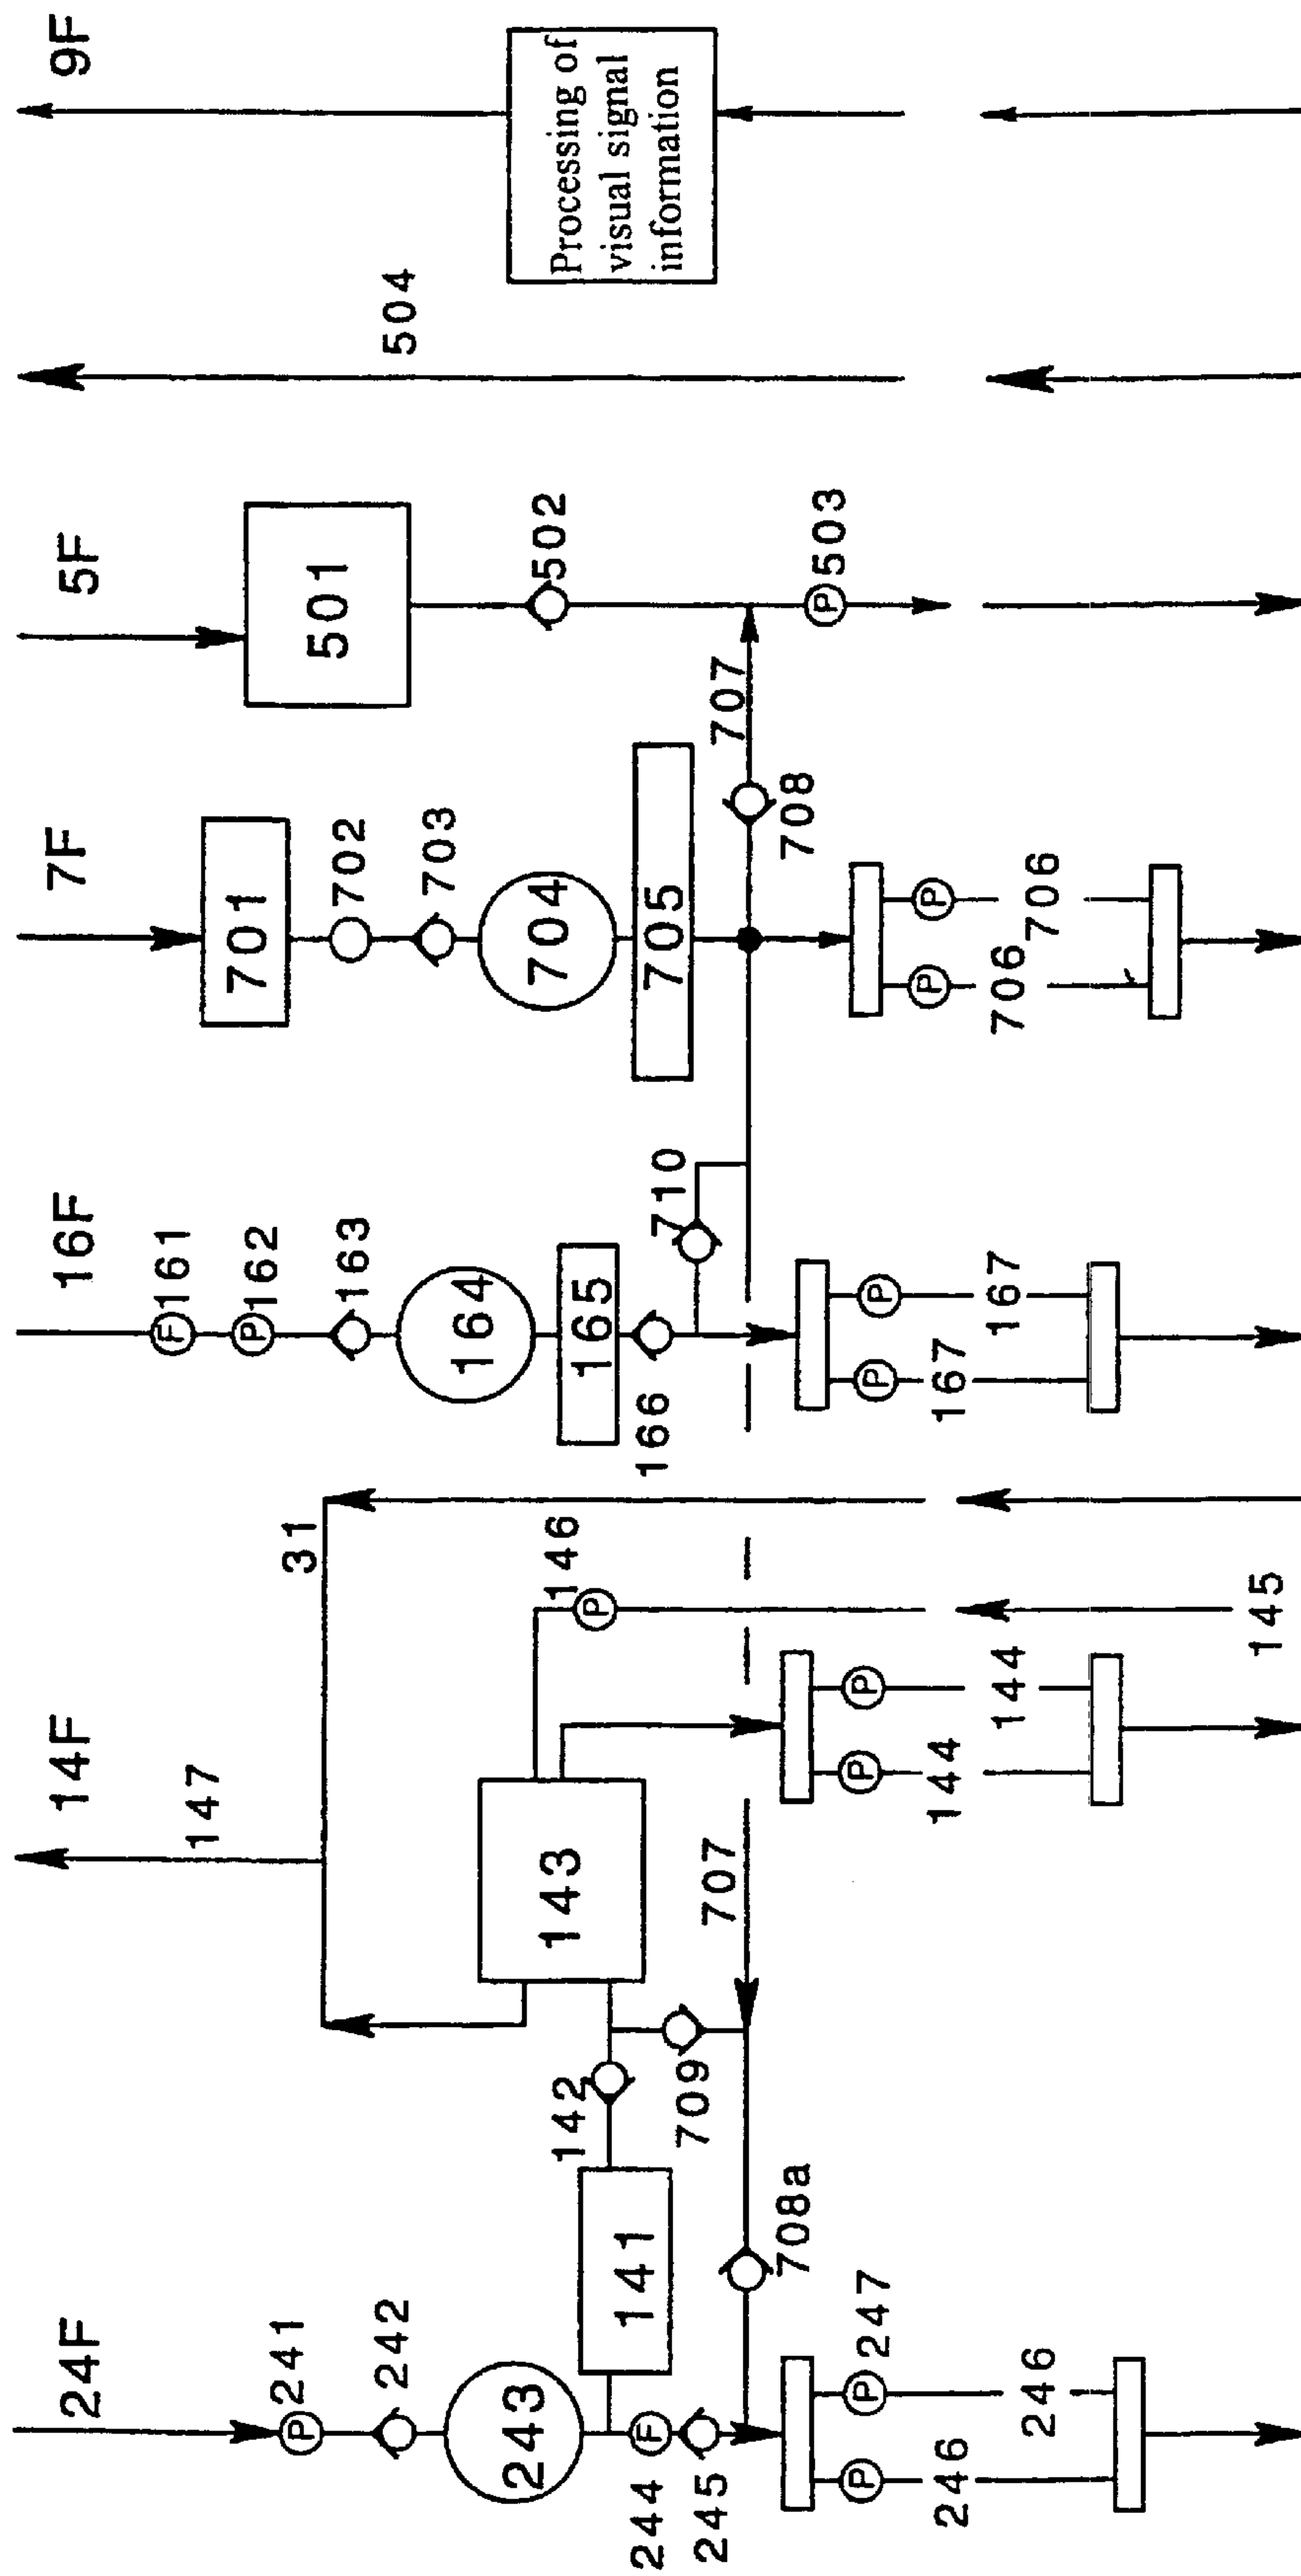 24F
P
241
242
243
F
244
245
P
P
247
246
246
14F
147
31
141
142
143
P
146
709
707
708a
P
P
144
144
145
16F
F
161
P
162
163
164
165
166
710
P
P
167
167
7F
701
702
703
704
705
707
708
P
P
706
706
5F
501
502
P
503
504
9F
Processing of
visual signal
information